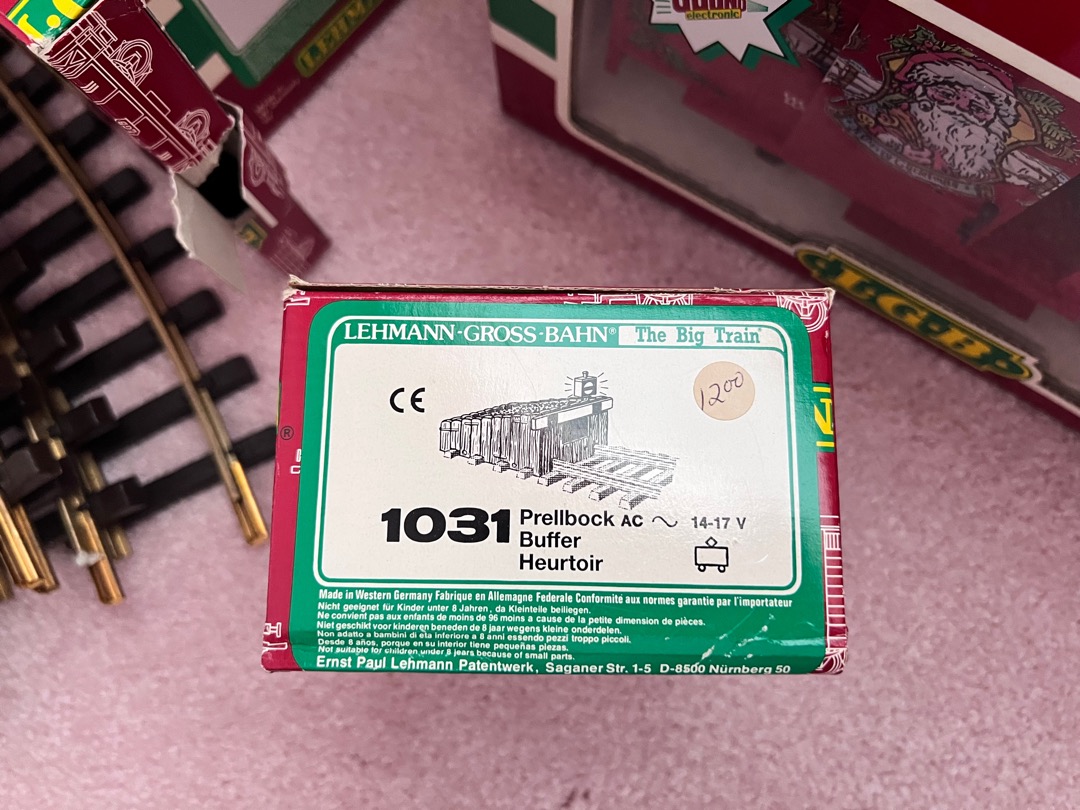 electronic
LEHM
LGB
LEHMANN-GROSS-BAHN® The Big Train®
CE
1200
®
1031 Prellbock AC ~ 14-17 V
Buffer
Heurtoir
Made in Western Germany Fabrique en Allemagne Federale Conformité aux normes garantie par l'importateur
Nicht geeignet für Kinder unter 8 Jahren, da Kleinteile beiliegen.
Ne convient pas aux enfants de moins de 96 moins a cause de la petite dimension de pièces.
Niet geschikt voor kinderen beneden de 8 jaar wegens kleine onderdelen.
Non adatto a bambini di eta inferiore a 8 anni essendo pezzi troppo piccoli.
Desde 8 años, porque en su interior tiene pequeñas piezas.
Not suitable for children under 8 jears because of small parts.
Ernst Paul Lehmann Patentwerk, Saganer Str. 1-5 D-8500 Nürnberg 50